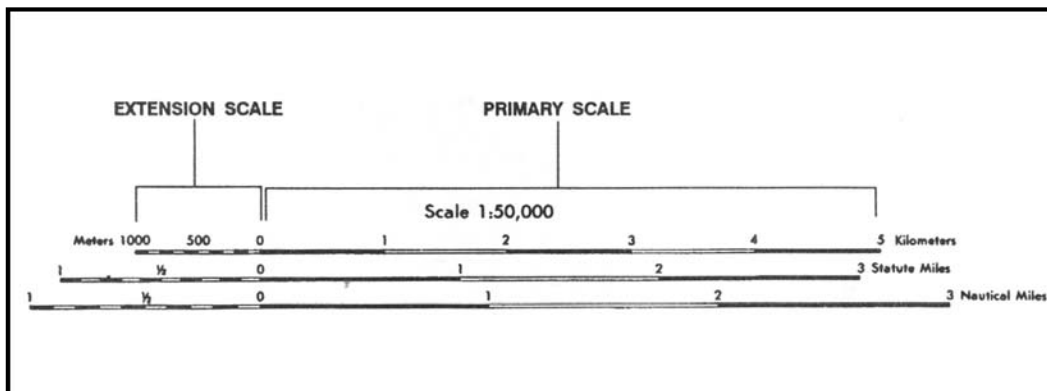 EXTENSION SCALE PRIMARY SCALE
Scale 1:50,000
Meters 1000 500 0 1 2 3 4 5 Kilometers
1 ½ 0 1 2 3 Statute Miles
1 ½ 0 1 2 3 Nautical Miles